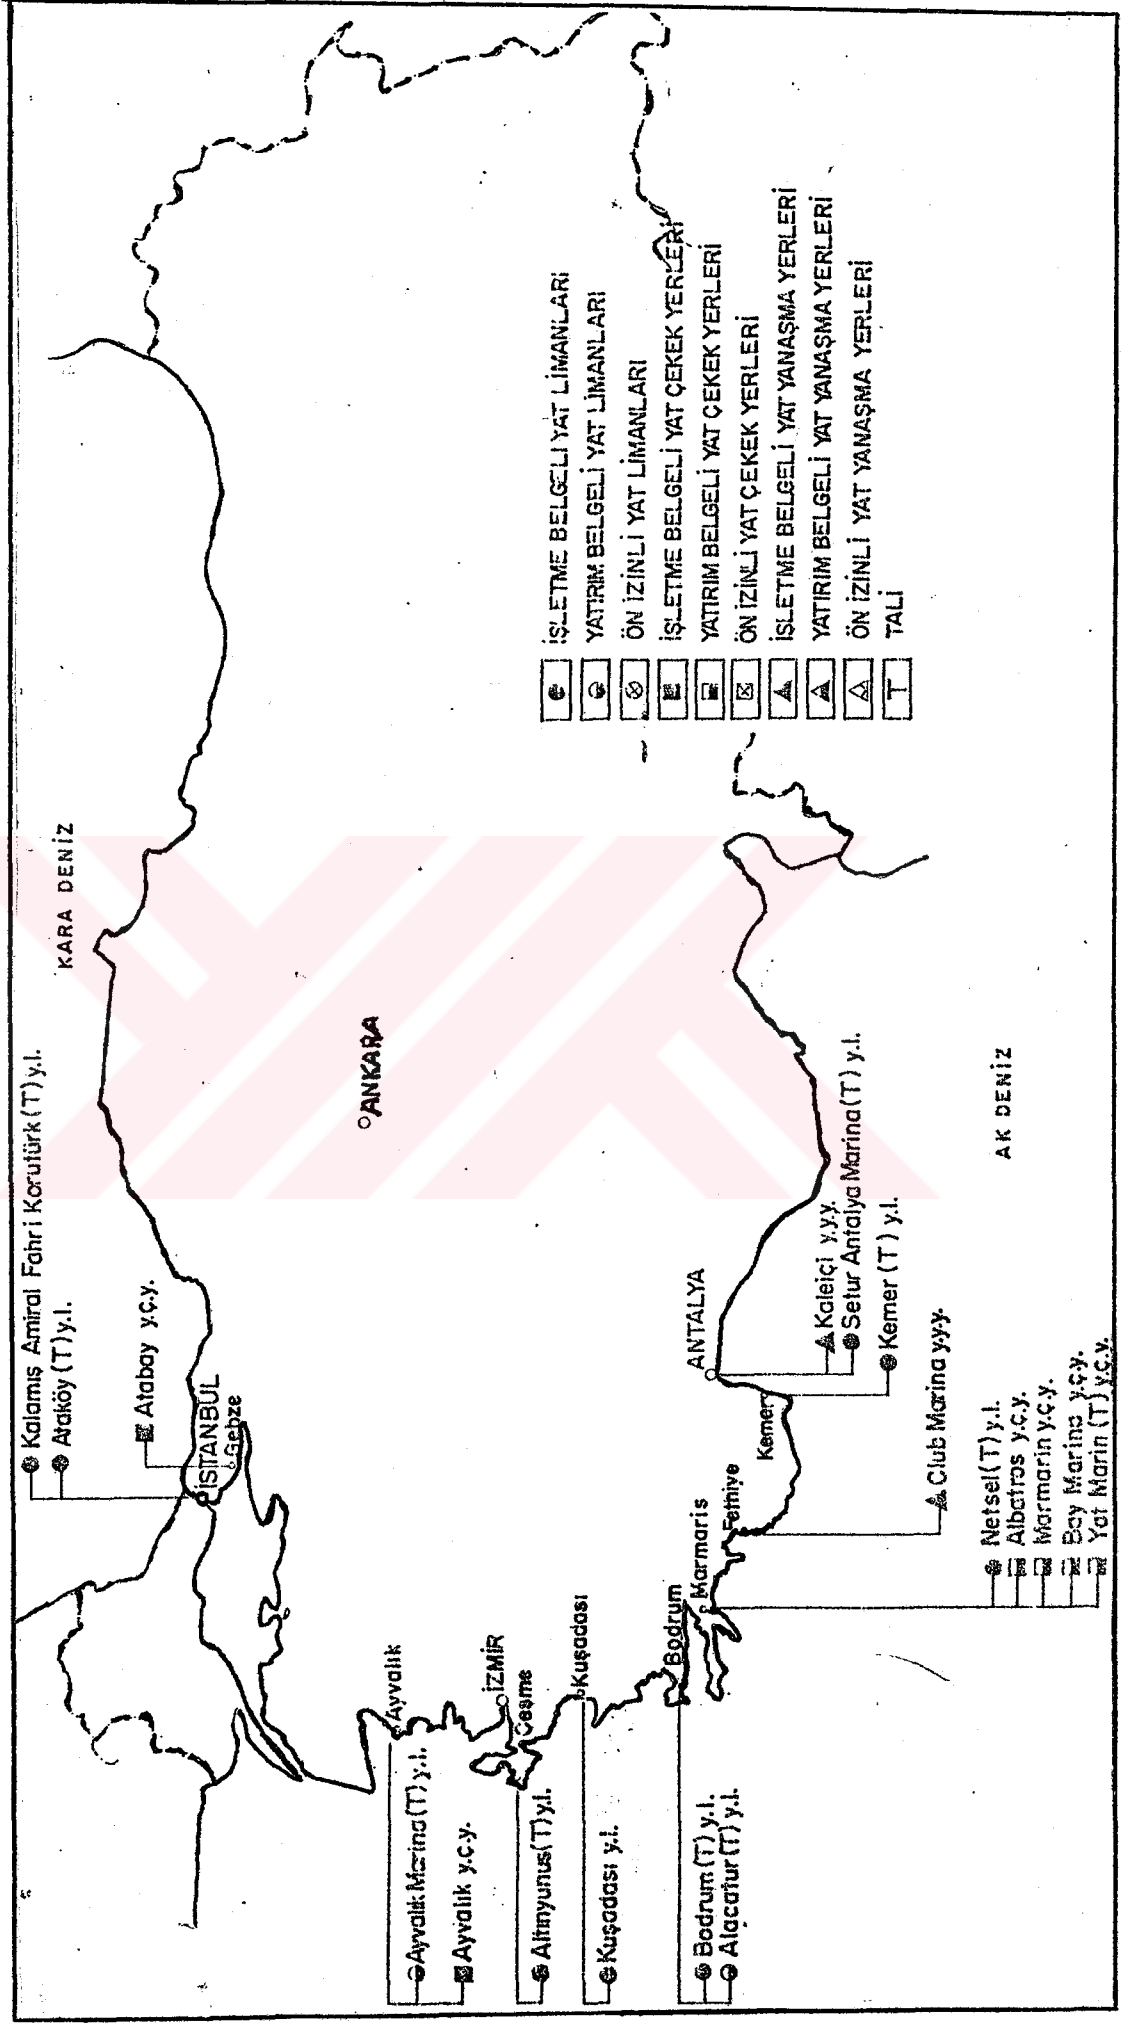 KARA DENİZ
Kalamış Amiral Fahri Korutürk (T) y.l.
Ataköy (T) y.l.
Atabay y.ç.y.
İSTANBUL
Gebze
ANKARA
Ayvalık
Ayvalık Marina (T) y.l.
Ayvalık y.ç.y.
İZMİR
Çeşme
Altınyunus (T) y.l.
Kuşadası
Kuşadası y.l.
Bodrum
Bodrum (T) y.l.
Alaçatur (T) y.l.
Marmaris
Netsel (T) y.l.
Albatros y.ç.y.
Marmarin y.ç.y.
Bay Marina y.ç.y.
Yat Marin (T) y.ç.y.
Fethiye
Club Marina y.y.y.
Kemer
Kemer (T) y.l.
ANTALYA
Kaleiçi y.y.y.
Setur Antalya Marina (T) y.l.
AK DENİZ
İŞLETME BELGELİ YAT LİMANLARI
YATIRIM BELGELİ YAT LİMANLARI
ÖN İZİNLİ YAT LİMANLARI
İŞLETME BELGELİ YAT ÇEKEK YERLERİ
YATIRIM BELGELİ YAT ÇEKEK YERLERİ
ÖN İZİNLİ YAT ÇEKEK YERLERİ
İŞLETME BELGELİ YAT YANAŞMA YERLERİ
YATIRIM BELGELİ YAT YANAŞMA YERLERİ
ÖN İZİNLİ YAT YANAŞMA YERLERİ
T TALİ